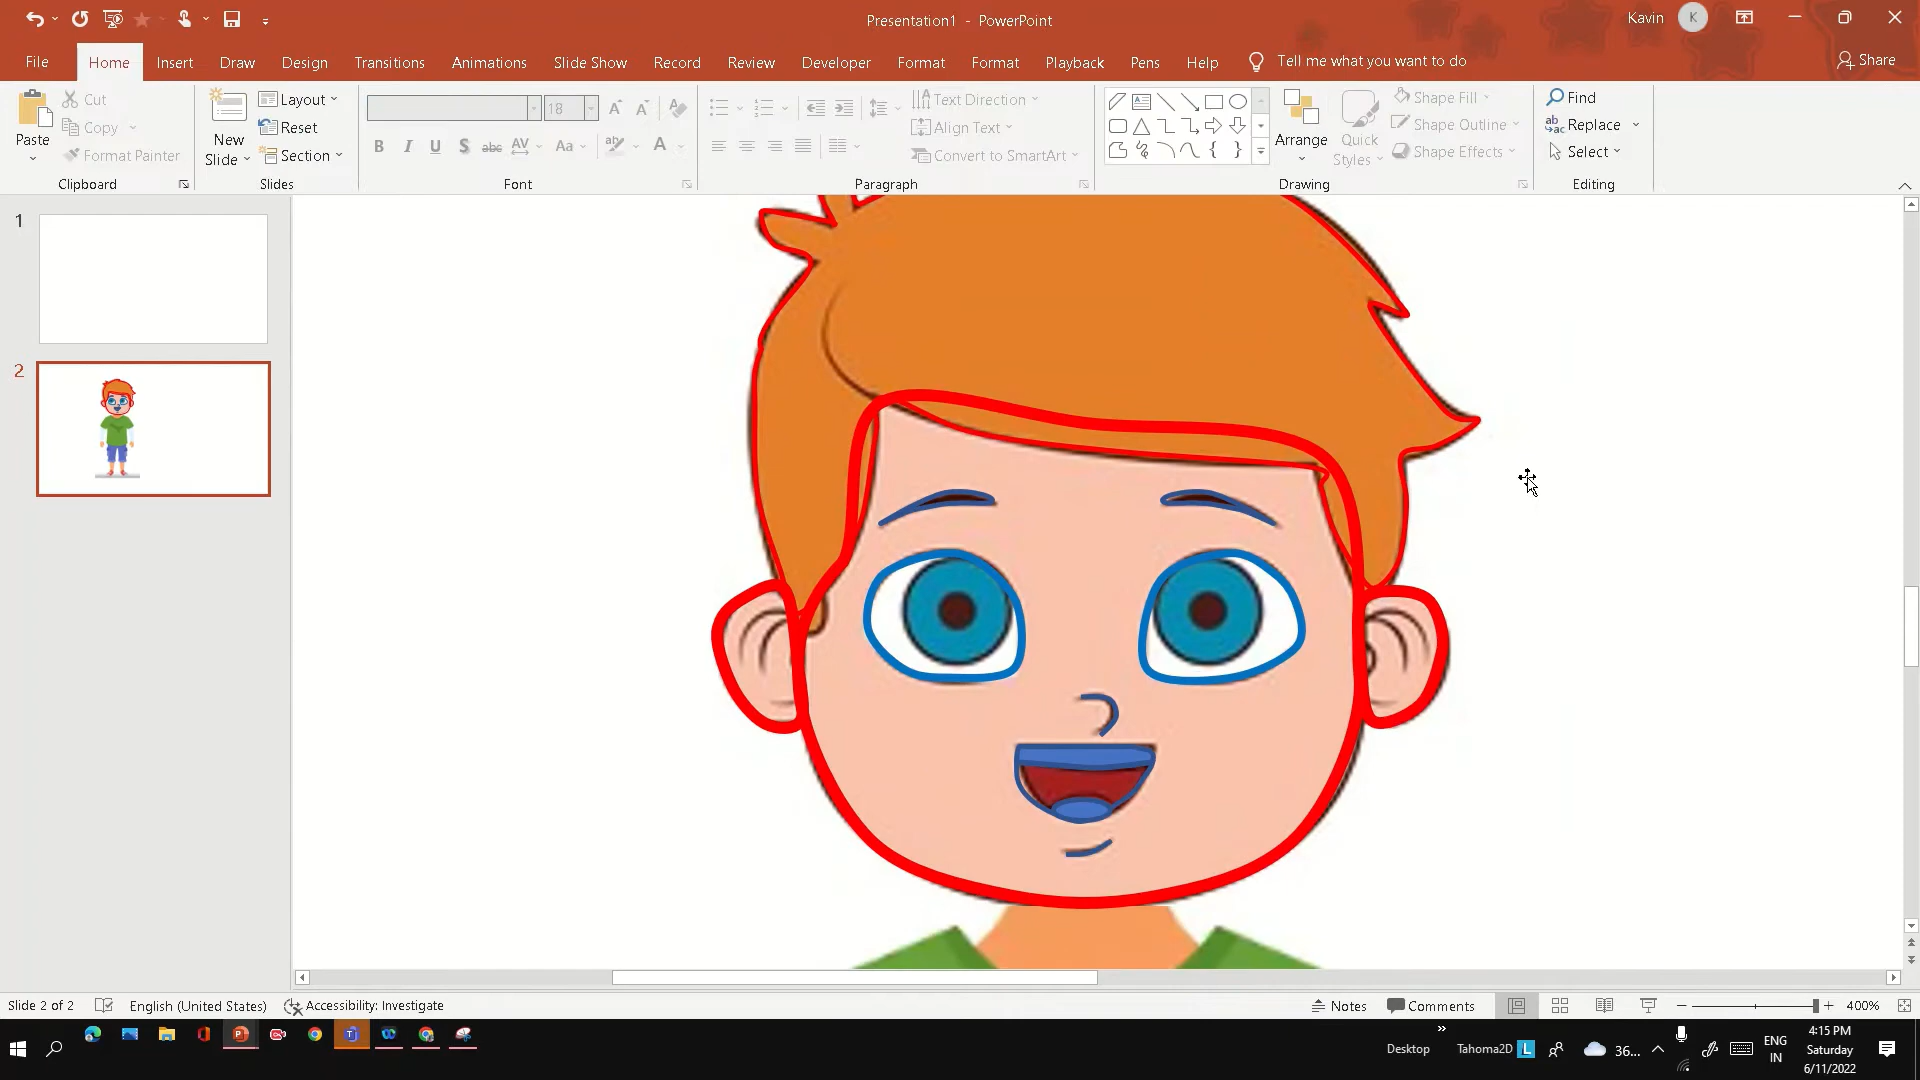 Presentation1 - PowerPoint
Kavin
K
File
Home
Insert
Draw
Design
Transitions
Animations
Slide Show
Record
Review
Developer
Format
Format
Playback
Pens
Help
Tell me what you want to do
Share
Paste
Cut
Copy
Format Painter
Clipboard
New
Slide
Layout
Reset
Section
Slides
18
Font
Text Direction
Align Text
Convert to SmartArt
Paragraph
Arrange
Quick
Styles
Shape Fill
Shape Outline
Shape Effects
Drawing
Find
Replace
Select
Editing
1
2
Slide 2 of 2
English (United States)
Accessibility: Investigate
Notes
Comments
400%
Desktop
Tahoma2D
L
36...
ENG
IN
4:15 PM
Saturday
6/11/2022